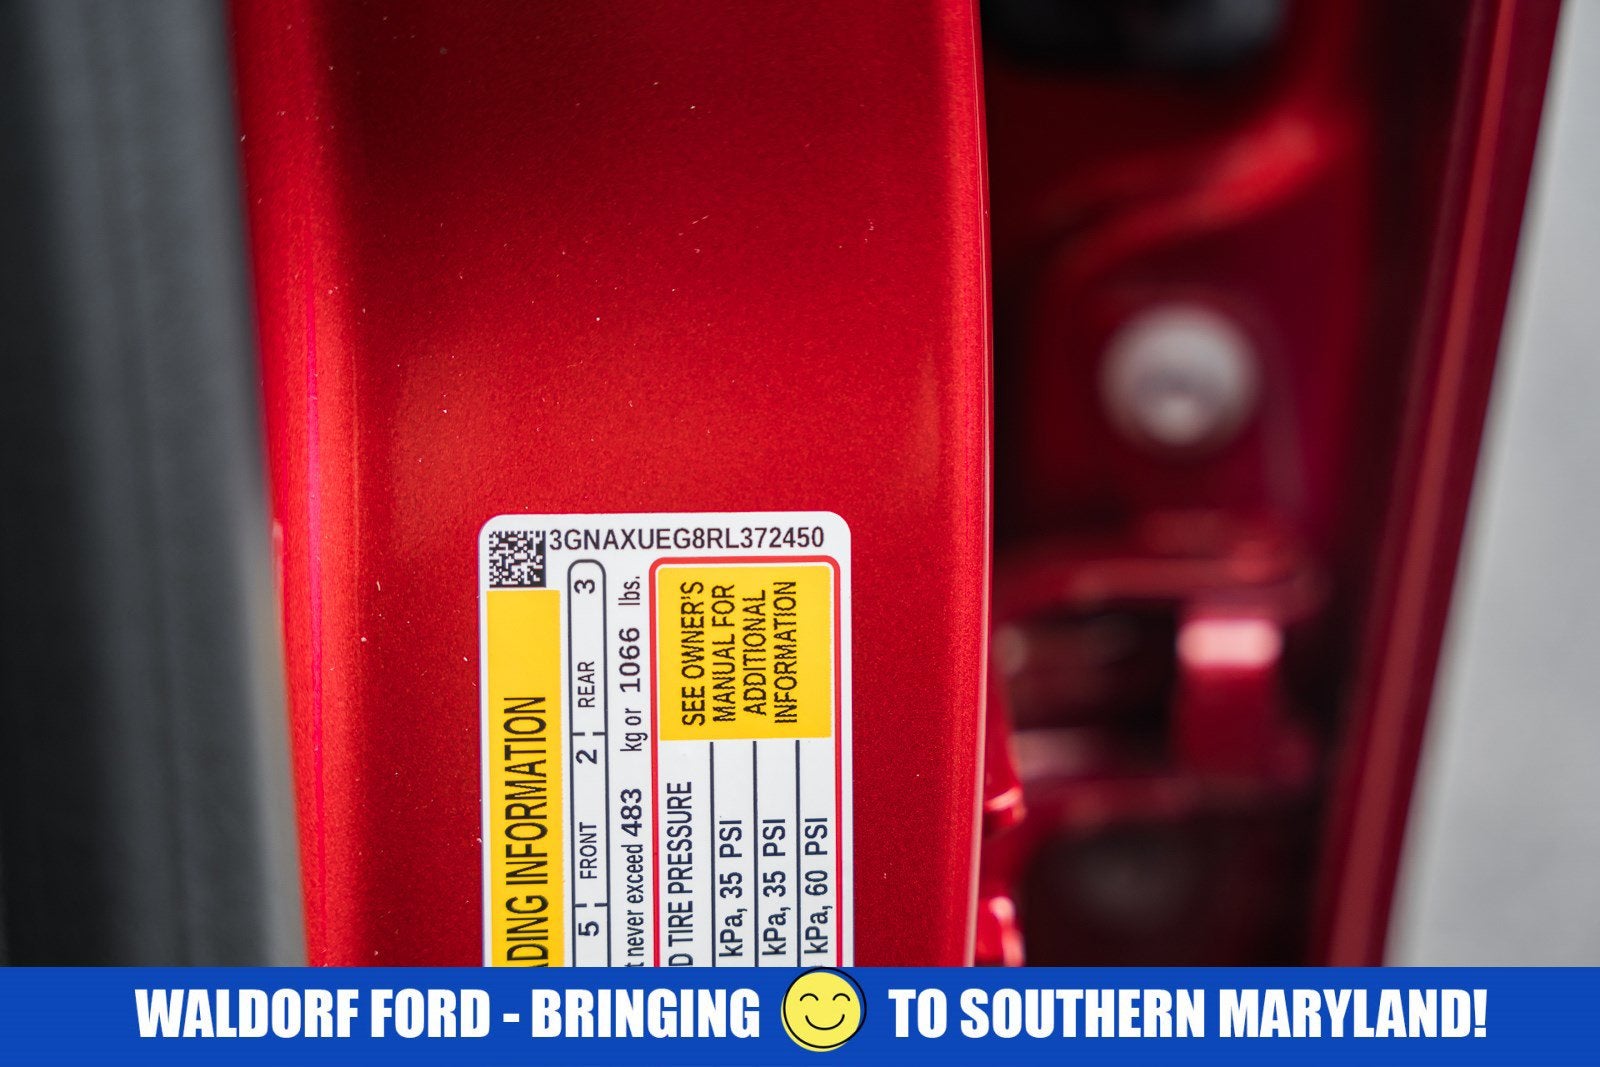 3GNAXUEG8RL372450
ADING INFORMATION
5 FRONT 2 REAR 3
t never exceed 483 kg or 1066 lbs.
D TIRE PRESSURE
kPa, 35 PSI
kPa, 35 PSI
kPa, 60 PSI
SEE OWNER'S
MANUAL FOR
ADDITIONAL
INFORMATION
WALDORF FORD - BRINGING TO SOUTHERN MARYLAND!